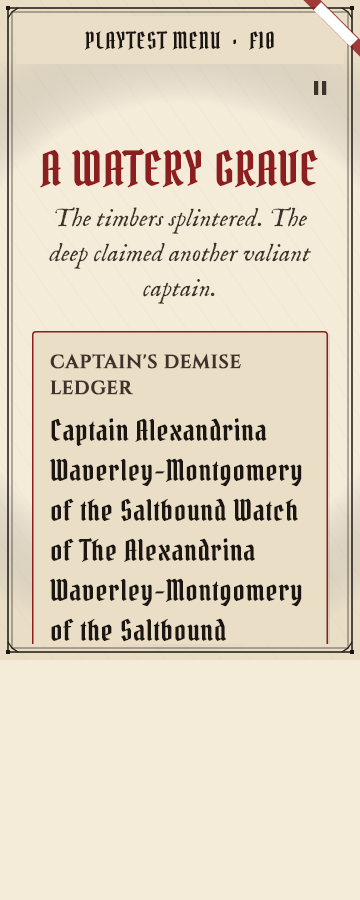 PLAYTEST MENU · F10
A WATERY GRAVE
The timbers splintered. The
deep claimed another valiant
captain.
CAPTAIN'S DEMISE
LEDGER
Captain Alexandrina
Waverley-Montgomery
of the Saltbound Watch
of The Alexandrina
Waverley-Montgomery
of the Saltbound